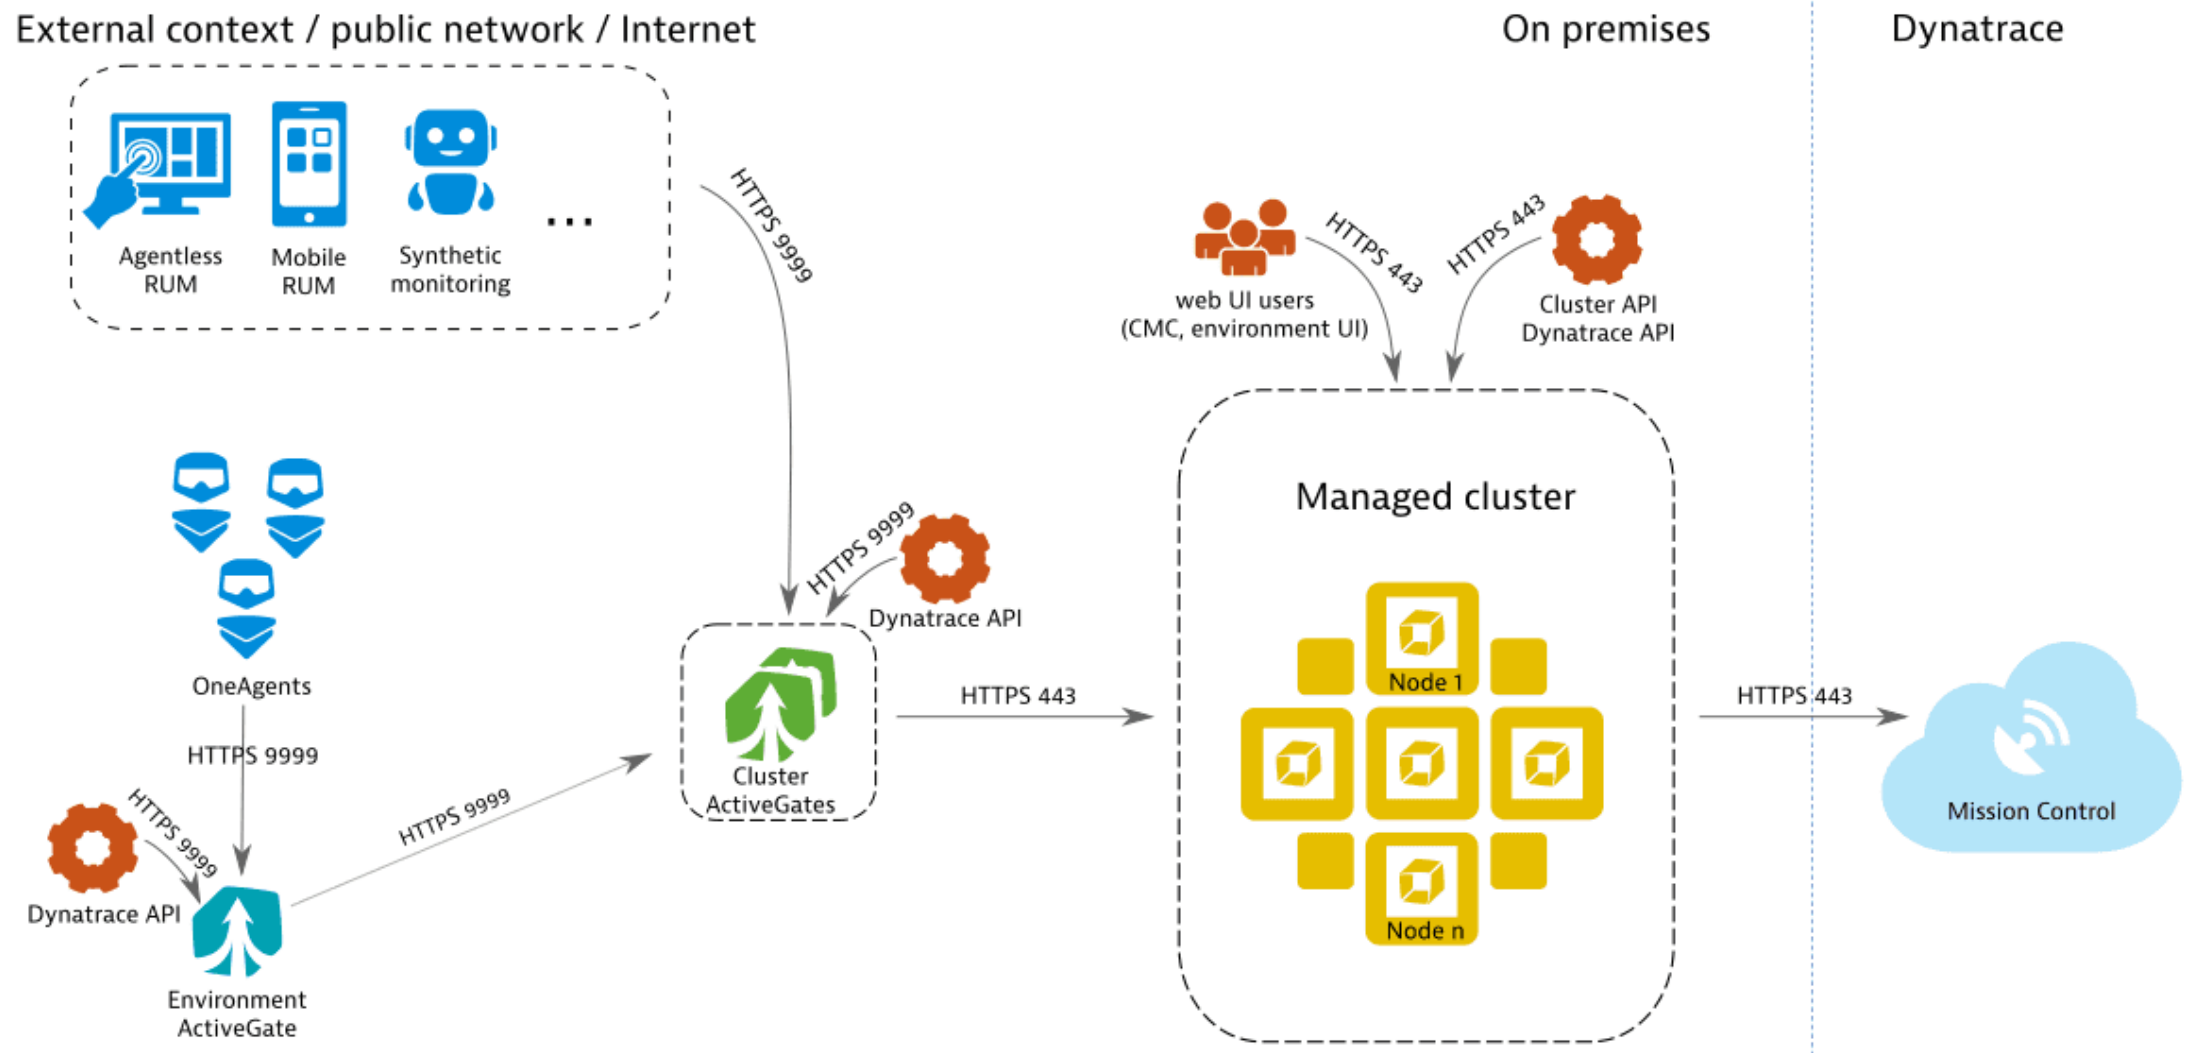 External context / public network / Internet
On premises
Dynatrace
Agentless
RUM
Mobile
RUM
Synthetic
monitoring
...
HTTPS 9999
HTTPS 443
HTTPS 443
web UI users
(CMC, environment UI)
Cluster API
Dynatrace API
Managed cluster
HTTPS 9999
Dynatrace API
OneAgents
HTTPS 9999
HTTPS 9999
Dynatrace API
Environment
ActiveGate
HTTPS 9999
Cluster
ActiveGates
HTTPS 443
Node 1
Node n
HTTPS 443
Mission Control